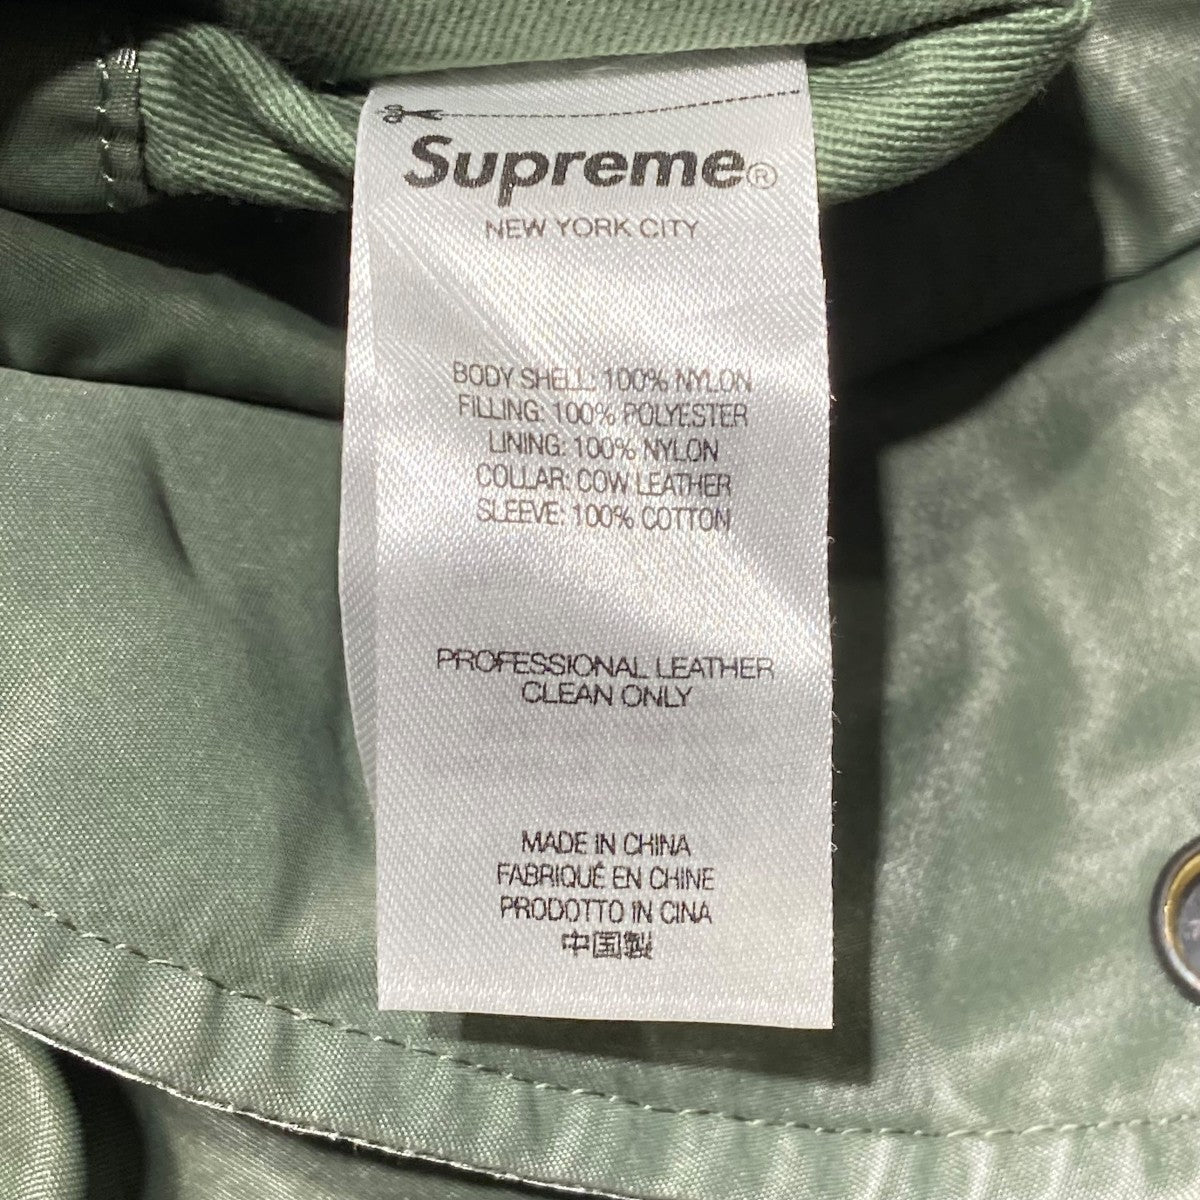 Supreme®
NEW YORK CITY
BODY SHELL: 100% NYLON
FILLING: 100% POLYESTER
LINING: 100% NYLON
COLLAR: COW LEATHER
SLEEVE: 100% COTTON
PROFESSIONAL LEATHER
CLEAN ONLY
MADE IN CHINA
FABRIQUÉ EN CHINE
PRODOTTO IN CINA
中国製